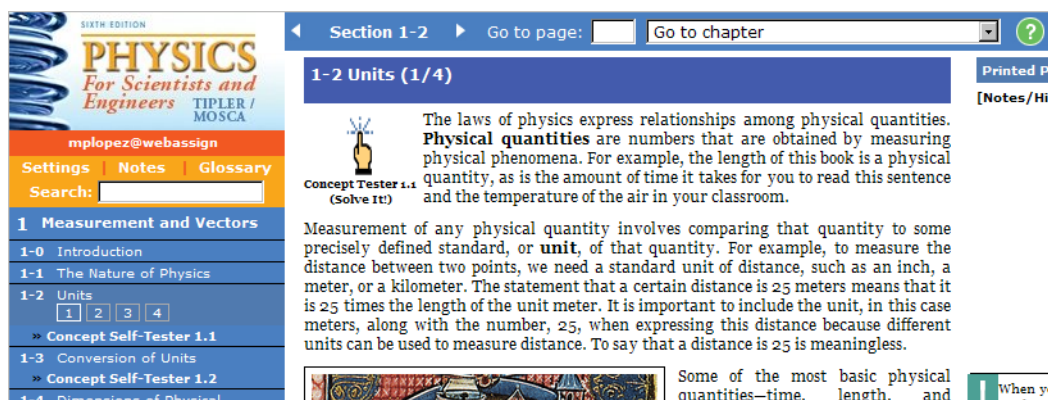 SIXTH EDITION
PHYSICS
For Scientists and
Engineers TIPLER /
MOSCA
mplopez@webassign
Settings | Notes | Glossary
Search:
1 Measurement and Vectors
1-0 Introduction
1-1 The Nature of Physics
1-2 Units
1 2 3 4
» Concept Self-Tester 1.1
1-3 Conversion of Units
» Concept Self-Tester 1.2
1-4 Dimensions of Physical
Section 1-2 Go to page: Go to chapter ?
1-2 Units (1/4)
Concept Tester 1.1
(Solve It!)
The laws of physics express relationships among physical quantities.
Physical quantities are numbers that are obtained by measuring
physical phenomena. For example, the length of this book is a physical
quantity, as is the amount of time it takes for you to read this sentence
and the temperature of the air in your classroom.
Measurement of any physical quantity involves comparing that quantity to some
precisely defined standard, or unit, of that quantity. For example, to measure the
distance between two points, we need a standard unit of distance, such as an inch, a
meter, or a kilometer. The statement that a certain distance is 25 meters means that it
is 25 times the length of the unit meter. It is important to include the unit, in this case
meters, along with the number, 25, when expressing this distance because different
units can be used to measure distance. To say that a distance is 25 is meaningless.
Some of the most basic physical
quantities—time, length, and
Printed P
[Notes/Hi
When yo